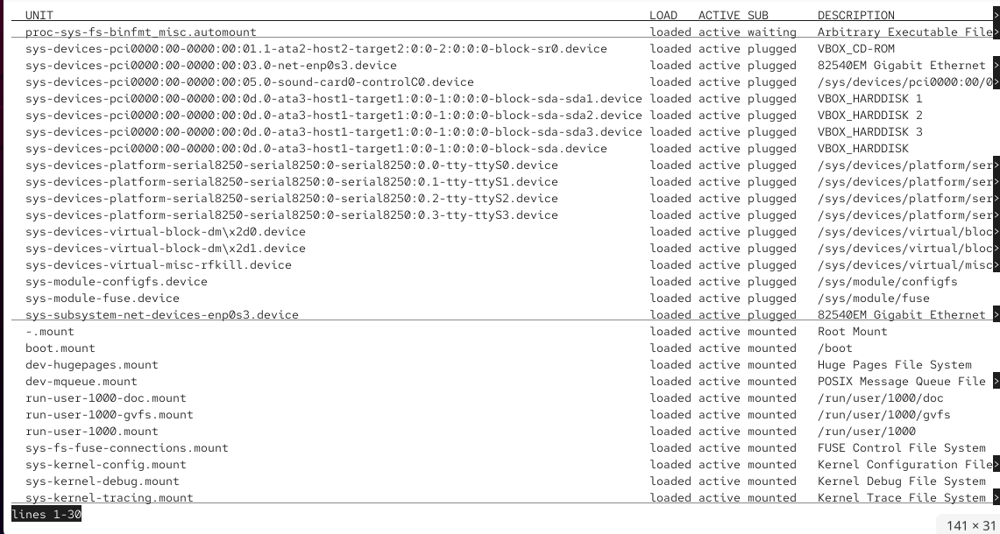 UNIT LOAD ACTIVE SUB DESCRIPTION >
proc-sys-fs-binfmt_misc.automount loaded active waiting Arbitrary Executable File>
sys-devices-pci0000:00-0000:00:01.1-ata2-host2-target2:0:0-2:0:0:0-block-sr0.device loaded active plugged VBOX_CD-ROM
sys-devices-pci0000:00-0000:00:03.0-net-enp0s3.device loaded active plugged 82540EM Gigabit Ethernet >
sys-devices-pci0000:00-0000:00:05.0-sound-card0-controlC0.device loaded active plugged /sys/devices/pci0000:00/0>
sys-devices-pci0000:00-0000:00:0d.0-ata3-host1-target1:0:0-1:0:0:0-block-sda-sda1.device loaded active plugged VBOX_HARDDISK 1
sys-devices-pci0000:00-0000:00:0d.0-ata3-host1-target1:0:0-1:0:0:0-block-sda-sda2.device loaded active plugged VBOX_HARDDISK 2
sys-devices-pci0000:00-0000:00:0d.0-ata3-host1-target1:0:0-1:0:0:0-block-sda-sda3.device loaded active plugged VBOX_HARDDISK 3
sys-devices-pci0000:00-0000:00:0d.0-ata3-host1-target1:0:0-1:0:0:0-block-sda.device loaded active plugged VBOX_HARDDISK
sys-devices-platform-serial8250-serial8250:0-serial8250:0.0-tty-ttyS0.device loaded active plugged /sys/devices/platform/ser>
sys-devices-platform-serial8250-serial8250:0-serial8250:0.1-tty-ttyS1.device loaded active plugged /sys/devices/platform/ser>
sys-devices-platform-serial8250-serial8250:0-serial8250:0.2-tty-ttyS2.device loaded active plugged /sys/devices/platform/ser>
sys-devices-platform-serial8250-serial8250:0-serial8250:0.3-tty-ttyS3.device loaded active plugged /sys/devices/platform/ser>
sys-devices-virtual-block-dm\x2d0.device loaded active plugged /sys/devices/virtual/bloc>
sys-devices-virtual-block-dm\x2d1.device loaded active plugged /sys/devices/virtual/bloc>
sys-devices-virtual-misc-rfkill.device loaded active plugged /sys/devices/virtual/misc>
sys-module-configfs.device loaded active plugged /sys/module/configfs
sys-module-fuse.device loaded active plugged /sys/module/fuse
sys-subsystem-net-devices-enp0s3.device loaded active plugged 82540EM Gigabit Ethernet >
-.mount loaded active mounted Root Mount
boot.mount loaded active mounted /boot
dev-hugepages.mount loaded active mounted Huge Pages File System
dev-mqueue.mount loaded active mounted POSIX Message Queue File >
run-user-1000-doc.mount loaded active mounted /run/user/1000/doc
run-user-1000-gvfs.mount loaded active mounted /run/user/1000/gvfs
run-user-1000.mount loaded active mounted /run/user/1000
sys-fs-fuse-connections.mount loaded active mounted FUSE Control File System
sys-kernel-config.mount loaded active mounted Kernel Configuration File>
sys-kernel-debug.mount loaded active mounted Kernel Debug File System
sys-kernel-tracing.mount loaded active mounted Kernel Trace File System >
lines 1-30
141 × 31